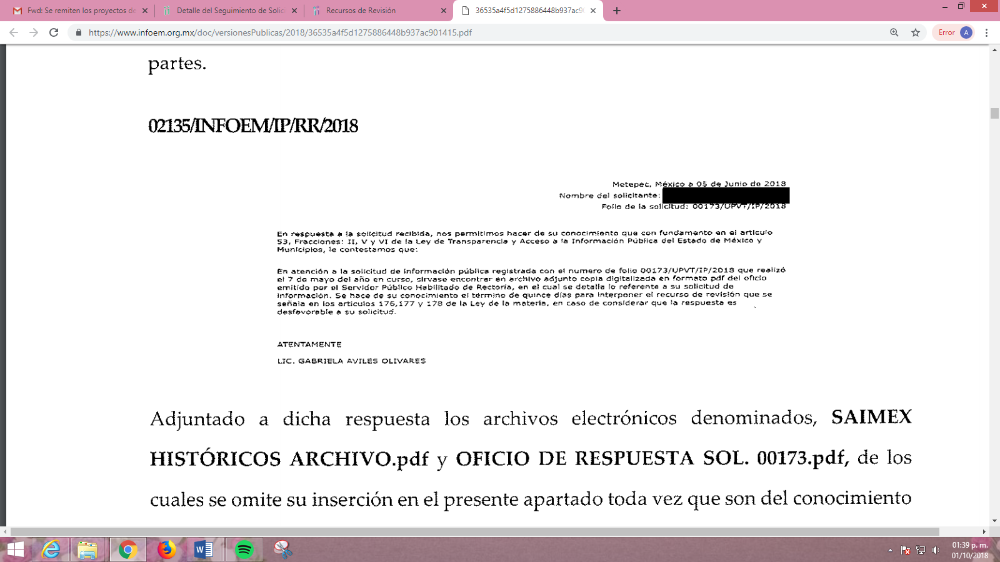 Fwd: Se remiten los proyectos de
Detalle del Seguimiento de Solici
Recursos de Revisión
36535a4f5d1275886448b937ac90
https://www.infoem.org.mx/doc/versionesPublicas/2018/36535a4f5d1275886448b937ac901415.pdf
Error A
partes.
02135/INFOEM/IP/RR/2018
Metepec, México a 05 de Junio de 2018
Nombre del solicitante:
Folio de la solicitud: 00173/UPVT/IP/2018
En respuesta a la solicitud recibida, nos permitimos hacer de su conocimiento que con fundamento en el artículo
53, Fracciones: II, V y VI de la Ley de Transparencia y Acceso a la Información Pública del Estado de México y
Municipios, le contestamos que:
En atención a la solicitud de información pública registrada con el numero de folio 00173/UPVT/IP/2018 que realizó
el 7 de mayo del año en curso, sírvase encontrar en archivo adjunto copia digitalizada en formato pdf del oficio
emitido por el Servidor Público Habilitado de Rectoría, en el cual se detalla lo referente a su solicitud de
información. Se hace de su conocimiento el término de quince días para interponer el recurso de revisión que se
señala en los artículos 176,177 y 178 de la Ley de la materia, en caso de considerar que la respuesta es
desfavorable a su solicitud.
ATENTAMENTE
LIC. GABRIELA AVILES OLIVARES
Adjuntado a dicha respuesta los archivos electrónicos denominados, SAIMEX
HISTÓRICOS ARCHIVO.pdf y OFICIO DE RESPUESTA SOL. 00173.pdf, de los
cuales se omite su inserción en el presente apartado toda vez que son del conocimiento
01:39 p. m.
01/10/2018